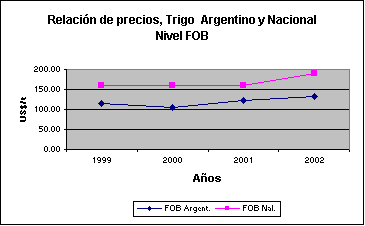 Relación de precios, Trigo Argentino y Nacional
Nivel FOB
200.00
150.00
100.00
50.00
0.00
US$/t
1999 2000 2001 2002
Años
FOB Argent. FOB Nal.